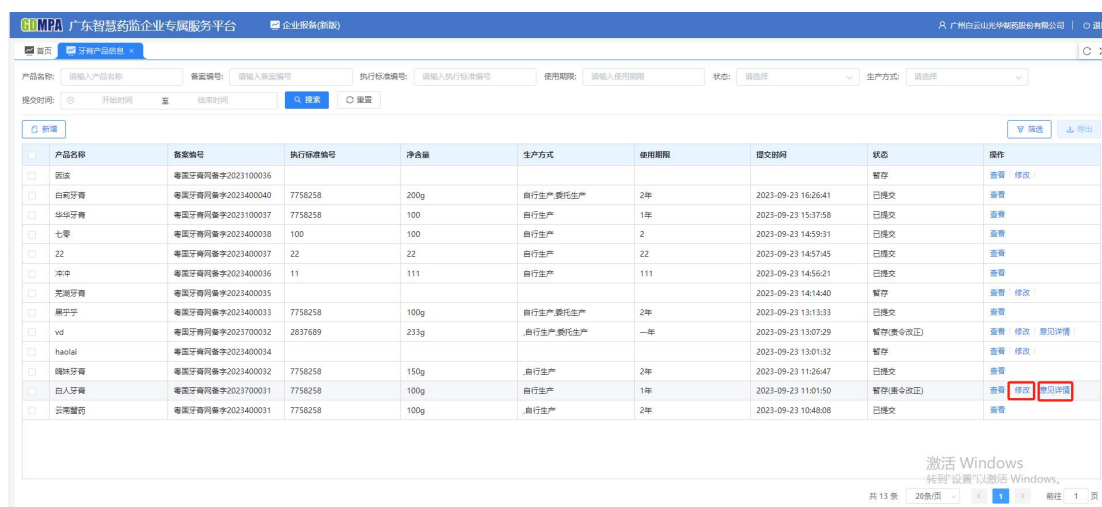 GDMPA 广东智慧药监企业专属服务平台 企业报备(新版) 广州白云山光华制药股份有限公司 | 退
首页 牙膏产品信息 ×
产品名称: 请输入产品名称 备案编号: 请输入备案编号 执行标准编号: 请输入执行标准编号 使用期限: 请输入使用期限 状态: 请选择 生产方式: 请选择
提交时间: 开始时间 至 结束时间 搜索 重置
新增 筛选 导出
产品名称 备案编号 执行标准编号 净含量 生产方式 使用期限 提交时间 状态 操作
因该 粤国牙膏网备字2023100036 暂存 查看 修改
白莉牙膏 粤国牙膏网备字2023400040 7758258 200g 自行生产,委托生产 2年 2023-09-23 16:26:41 已提交 查看
华华牙膏 粤国牙膏网备字2023100037 7758258 100 自行生产 1年 2023-09-23 15:37:58 已提交 查看
七零 粤国牙膏网备字2023400038 100 100 自行生产 2 2023-09-23 14:59:31 已提交 查看
22 粤国牙膏网备字2023400037 22 22 自行生产 22 2023-09-23 14:57:45 已提交 查看
冲冲 粤国牙膏网备字2023400036 11 111 自行生产 111 2023-09-23 14:56:21 已提交 查看
芜湖牙膏 粤国牙膏网备字2023400035 2023-09-23 14:14:40 暂存 查看 修改
黑乎乎 粤国牙膏网备字2023400033 7758258 100g 自行生产,委托生产 2年 2023-09-23 13:13:33 已提交 查看
vd 粤国牙膏网备字2023700032 2837689 233g ,自行生产,委托生产 一年 2023-09-23 13:07:29 暂存(责令改正) 查看 修改 意见详情
haolai 粤国牙膏网备字2023400034 2023-09-23 13:01:32 暂存 查看 修改
嗨妹牙膏 粤国牙膏网备字2023400032 7758258 150g ,自行生产 2年 2023-09-23 11:26:47 已提交 查看
白人牙膏 粤国牙膏网备字2023700031 7758258 100g 自行生产 1年 2023-09-23 11:01:50 暂存(责令改正) 查看 修改 意见详情
粤国牙膏网备字2023400031 7758258 100g ,自行生产 2年 2023-09-23 10:48:08 已提交 查看
激活 Windows
转到"设置"以激活 Windows。
共 13 条 20条/页 1 前往 1 页